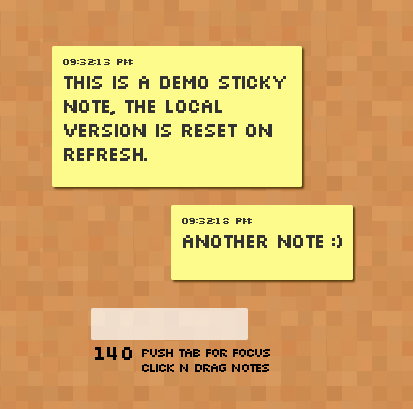 09:32:13 PM
THIS IS A DEMO STICKY
NOTE, THE LOCAL
VERSION IS RESET ON
REFRESH.
09:32:18 PM
ANOTHER NOTE :)
140 PUSH TAB FOR FOCUS
CLICK N DRAG NOTES